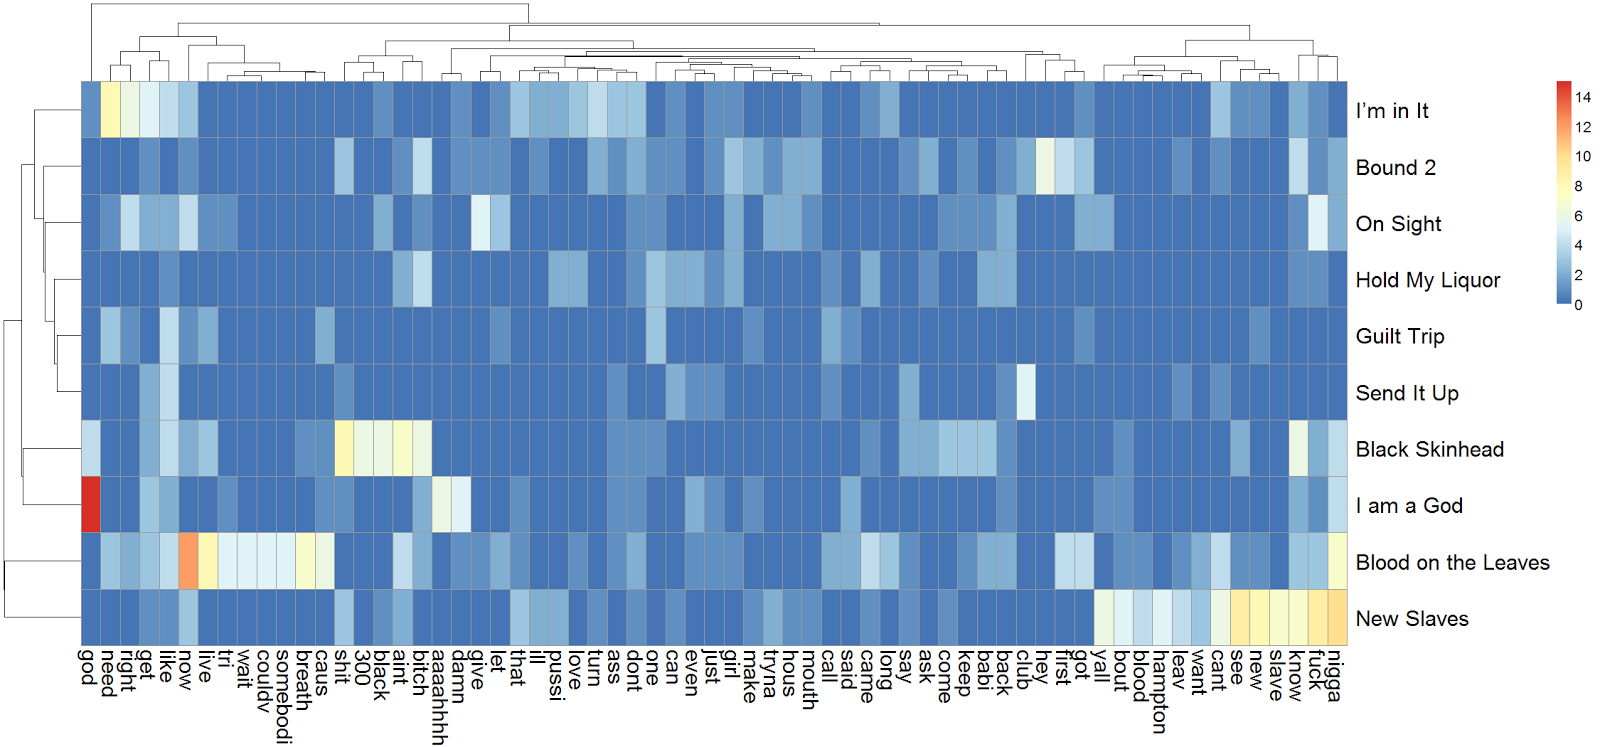 I'm in It
Bound 2
On Sight
Hold My Liquor
Guilt Trip
Send It Up
Black Skinhead
I am a God
Blood on the Leaves
New Slaves
14
12
10
8
6
4
2
0
god
need
right
get
like
now
live
tri
wait
couldv
somebodi
breath
caus
shit
300
black
aint
bitch
aaaaahhhh
damn
give
let
that
ill
pussi
love
turn
ass
dont
one
can
even
just
girl
make
tryna
hous
mouth
call
said
came
long
say
ask
come
keep
babi
back
club
hey
first
got
yall
bout
blood
hampton
leav
want
cant
see
new
slave
know
fuck
nigga